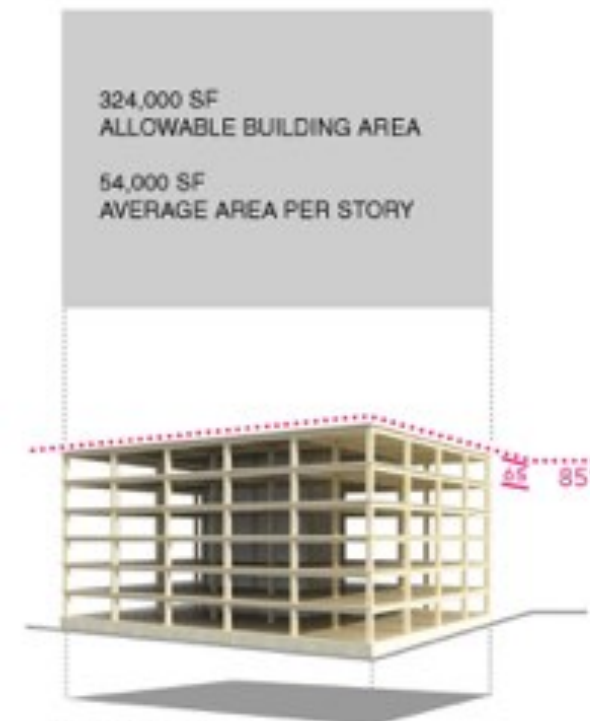 324,000 SF
ALLOWABLE BUILDING AREA
54,000 SF
AVERAGE AREA PER STORY
85